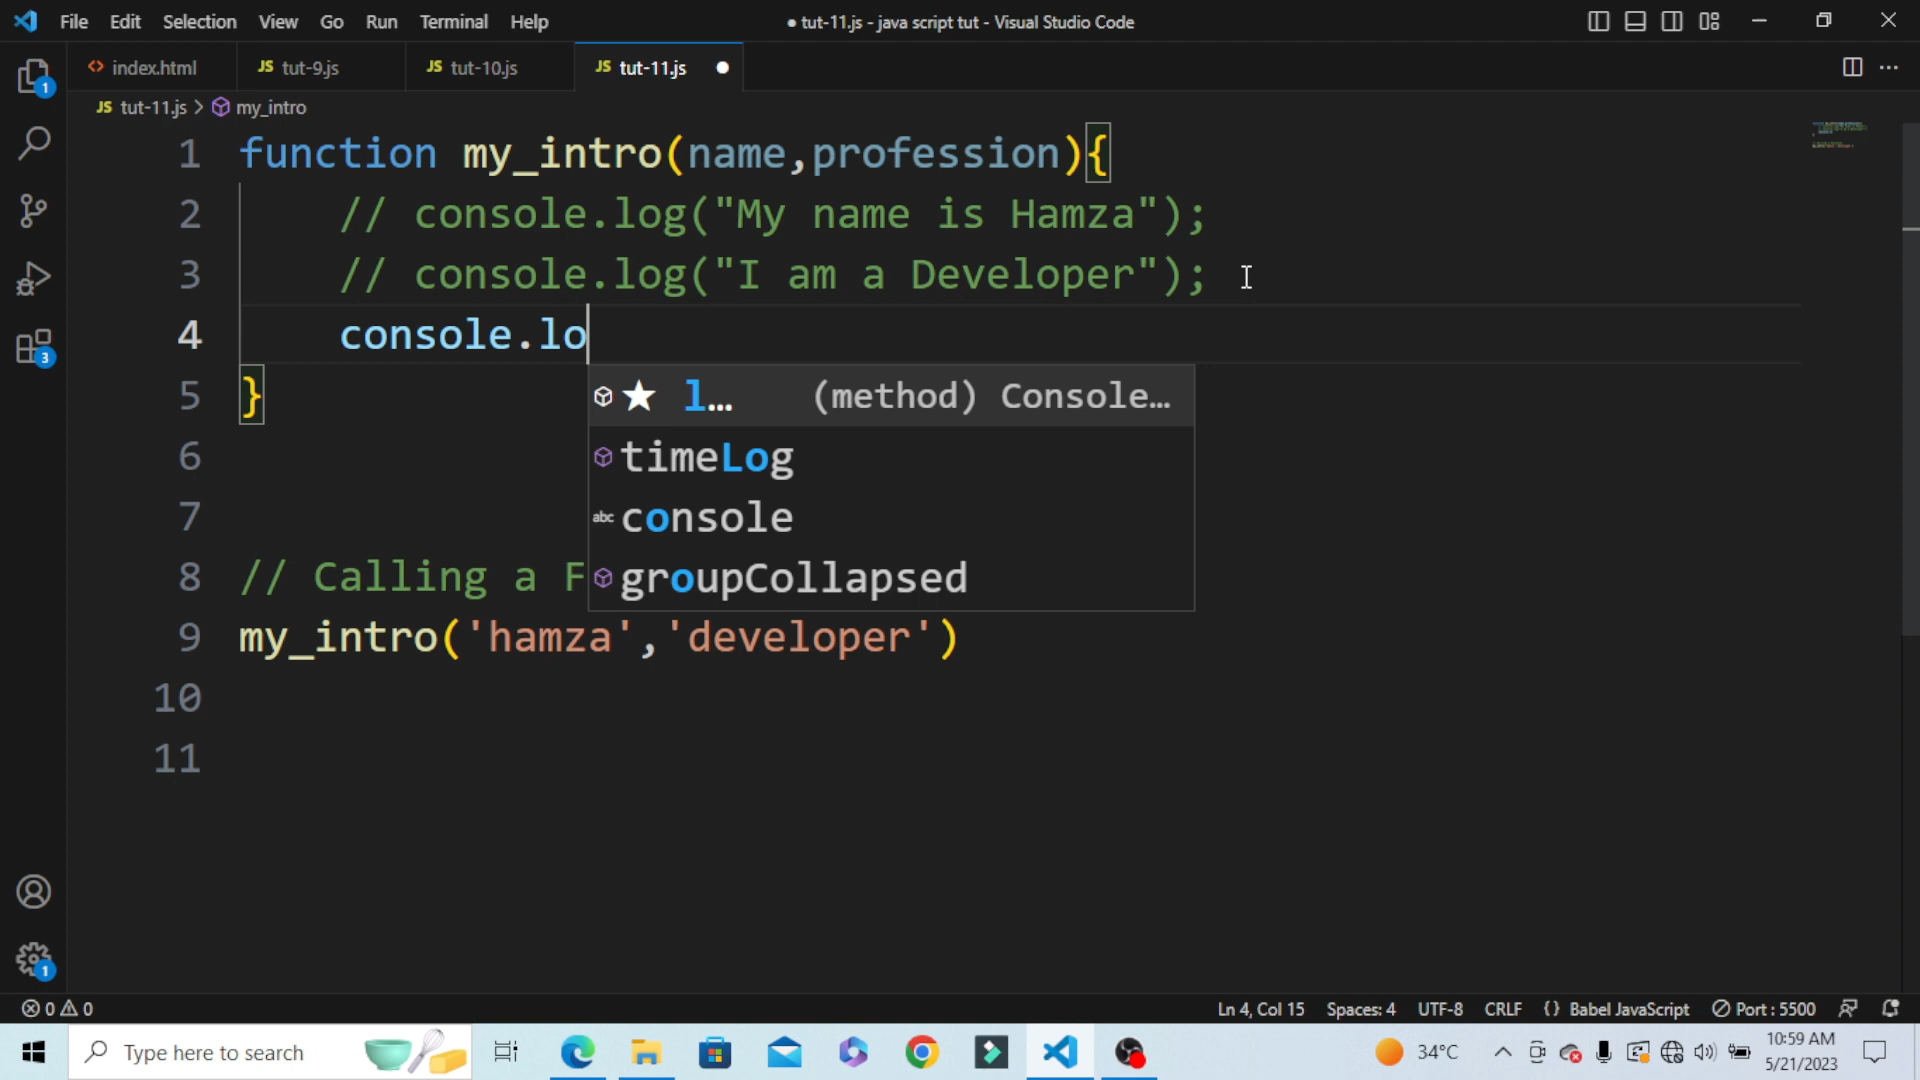 File Edit Selection View Go Run Terminal Help ● tut-11.js - java script tut - Visual Studio Code
<> index.html JS tut-9.js JS tut-10.js JS tut-11.js ●
JS tut-11.js > my_intro
1 function my_intro(name,profession){
2 // console.log("My name is Hamza");
3 // console.log("I am a Developer");
4 console.lo
5 } ★ l… (method) Console…
6 timeLog
7 abc console
8 // Calling a F groupCollapsed
9 my_intro('hamza','developer')
10
11
1
3
1
0 0 Ln 4, Col 15 Spaces: 4 UTF-8 CRLF {} Babel JavaScript Port : 5500
Type here to search 34°C 10:59 AM
5/21/2023